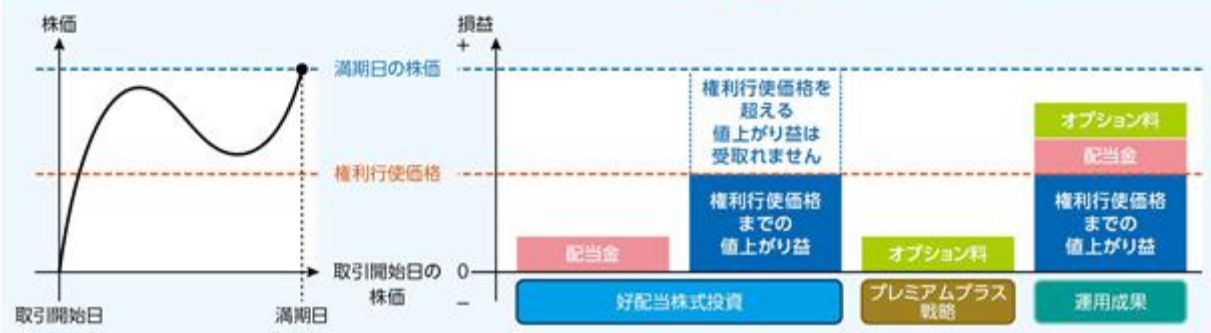 株価
満期日の株価
権利行使価格
取引開始日の
株価
取引開始日
満期日
損益
+
0
−
配当金
権利行使価格を
超える
値上がり益は
受取れません
権利行使価格
までの
値上がり益
オプション料
オプション料
配当金
権利行使価格
までの
値上がり益
好配当株式投資
プレミアムプラス
戦略
運用成果